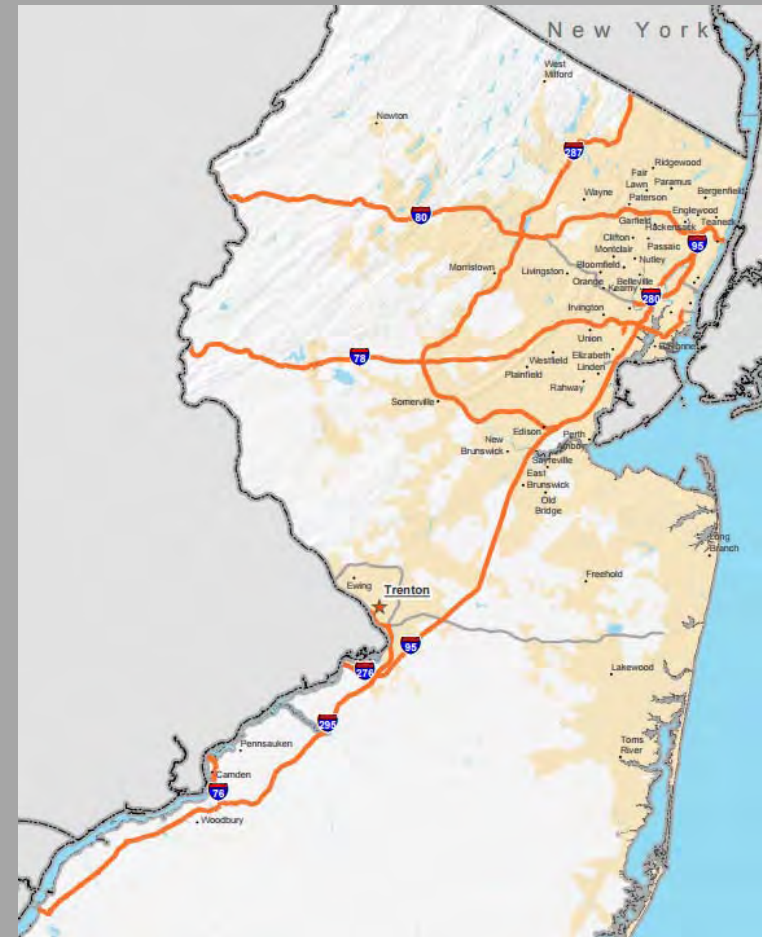 New York
West
Milford
Newton
287
Ridgewood
Fair
Lawn
Paramus
Wayne
Paterson
Bergenfield
80
Englewood
Garfield
Hackensack
Teaneck
Clifton
95
Montclair
Passaic
Nutley
Morristown
Livingston
Bloomfield
Orange
Belleville
Kearny
280
Irvington
Union
Bayonne
78
Westfield
Elizabeth
Plainfield
Linden
Rahway
Somerville
Edison
Perth
Amboy
New
Brunswick
Sayreville
East
Brunswick
Old
Bridge
Long
Branch
Ewing
Freehold
Trenton
95
276
Lakewood
295
Pennsauken
Toms
River
Camden
76
Woodbury